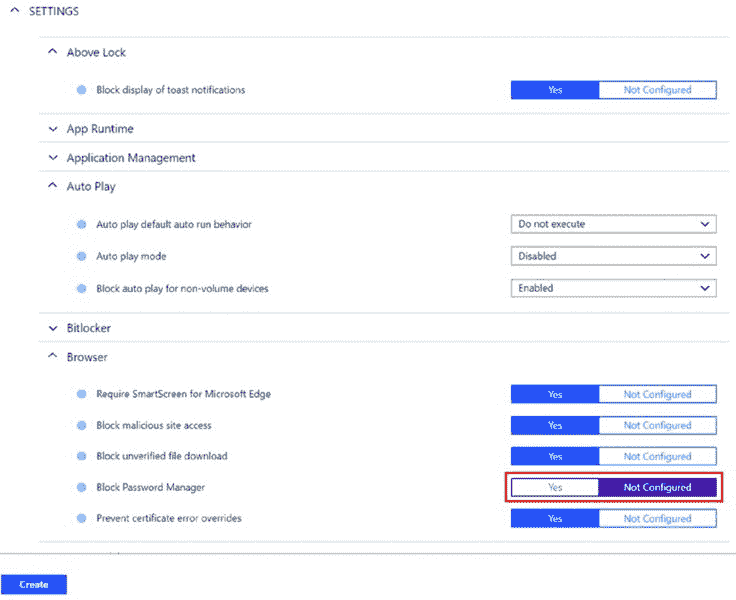 SETTINGS
Above Lock
Block display of toast notifications Yes Not Configured
App Runtime
Application Management
Auto Play
Auto play default auto run behavior Do not execute
Auto play mode Disabled
Block auto play for non-volume devices Enabled
Bitlocker
Browser
Require SmartScreen for Microsoft Edge Yes Not Configured
Block malicious site access Yes Not Configured
Block unverified file download Yes Not Configured
Block Password Manager Yes Not Configured
Prevent certificate error overrides Yes Not Configured
Create